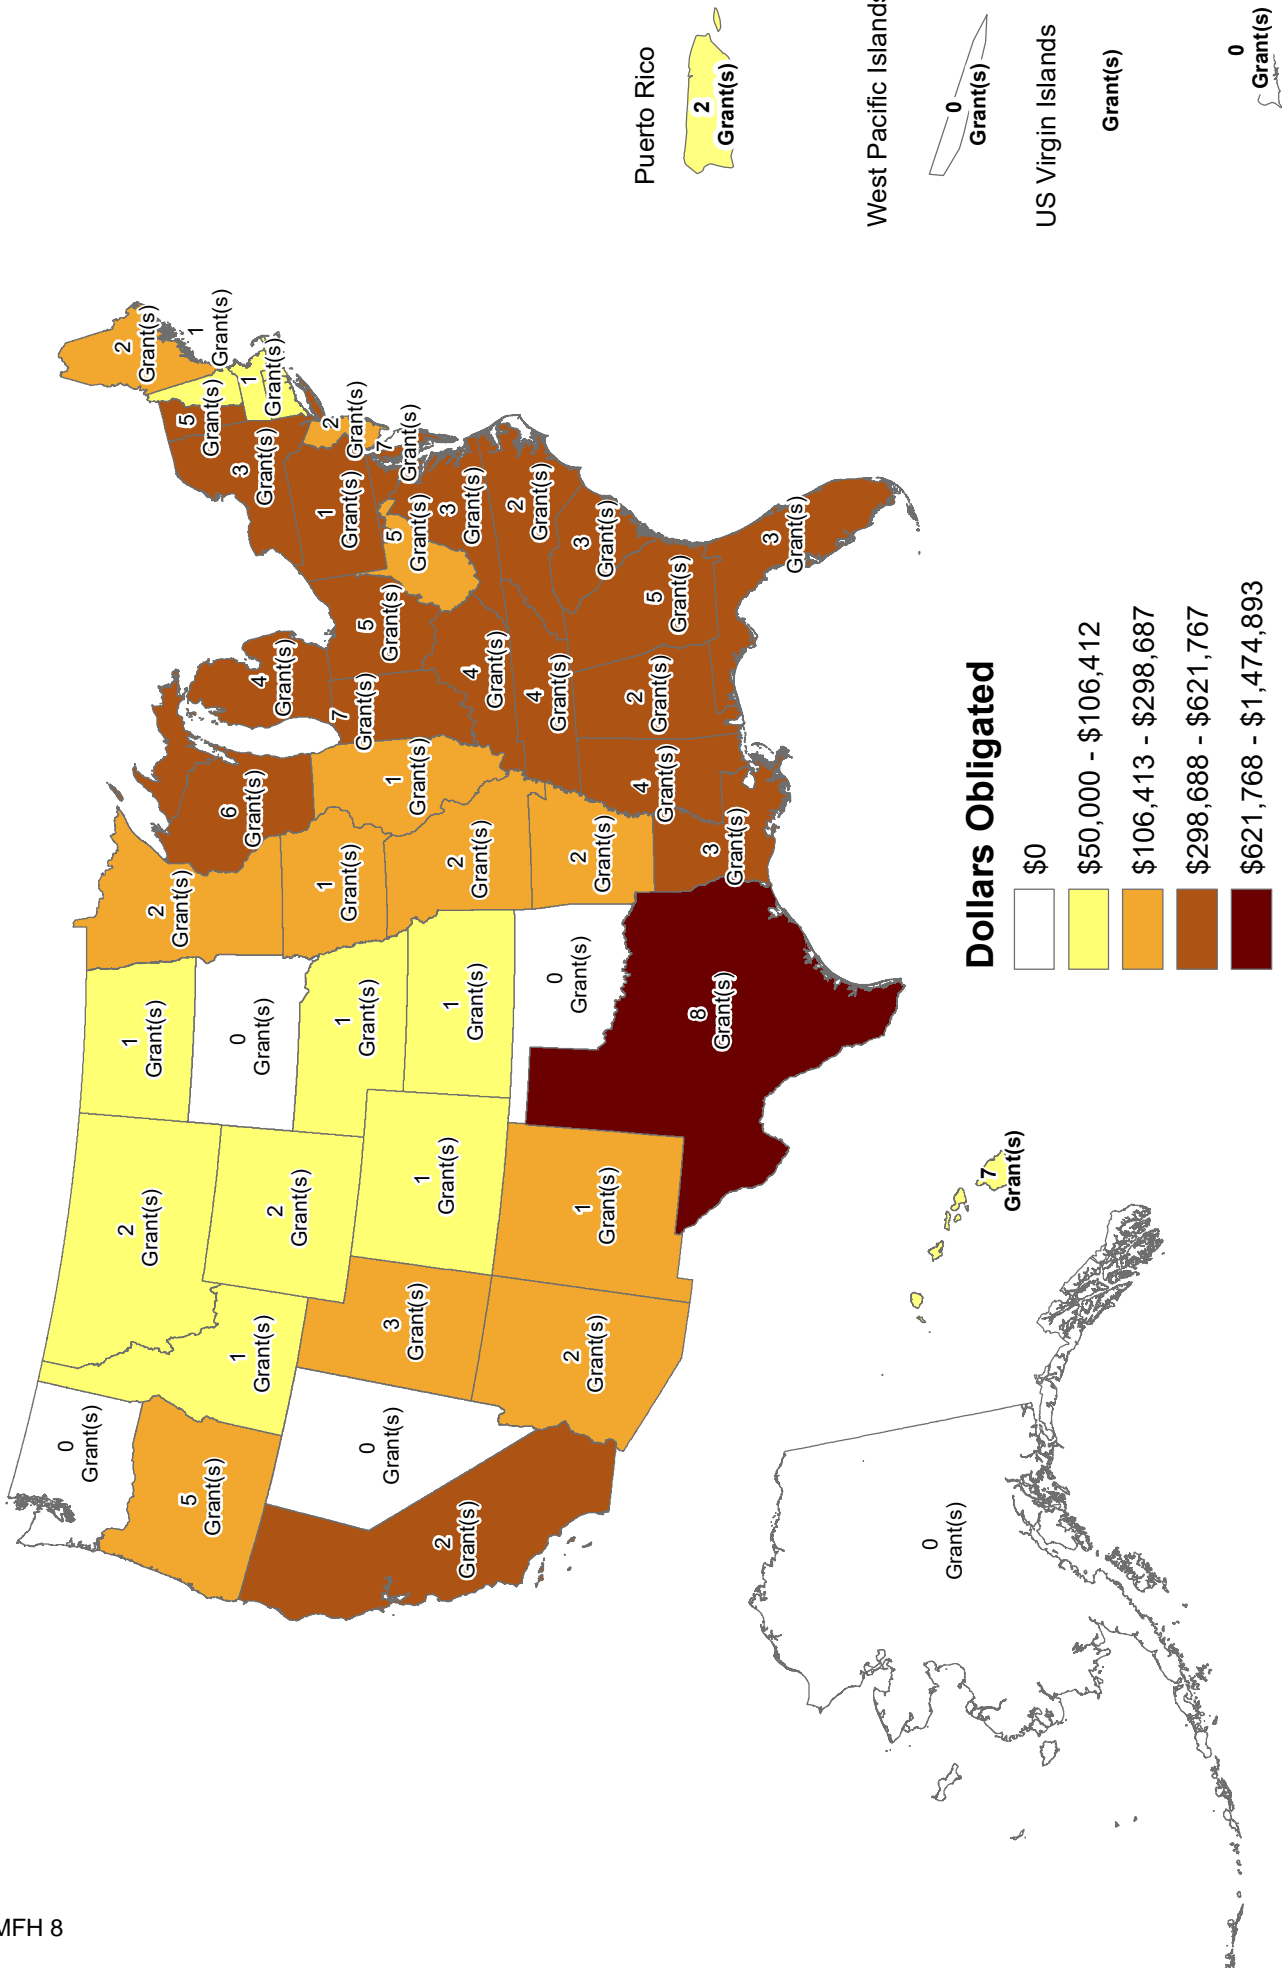 MFH 8
0
Grant(s)
5
Grant(s)
2
Grant(s)
0
Grant(s)
1
Grant(s)
2
Grant(s)
2
Grant(s)
3
Grant(s)
2
Grant(s)
1
Grant(s)
1
Grant(s)
1
Grant(s)
0
Grant(s)
1
Grant(s)
1
Grant(s)
0
Grant(s)
8
Grant(s)
2
Grant(s)
1
Grant(s)
2
Grant(s)
2
Grant(s)
3
Grant(s)
6
Grant(s)
1
Grant(s)
4
Grant(s)
7
Grant(s)
4
Grant(s)
5
Grant(s)
4
Grant(s)
4
Grant(s)
2
Grant(s)
5
Grant(s)
3
Grant(s)
3
Grant(s)
2
Grant(s)
3
Grant(s)
5
Grant(s)
1
Grant(s)
3
Grant(s)
7
Grant(s)
2
Grant(s)
5
Grant(s)
1
Grant(s)
1
Grant(s)
2
Grant(s)
0
Grant(s)
7
Grant(s)
Dollars Obligated
$0
$50,000 - $106,412
$106,413 - $298,687
$298,688 - $621,767
$621,768 - $1,474,893
Puerto Rico
2
Grant(s)
West Pacific Islands
0
Grant(s)
US Virgin Islands
Grant(s)
0
Grant(s)